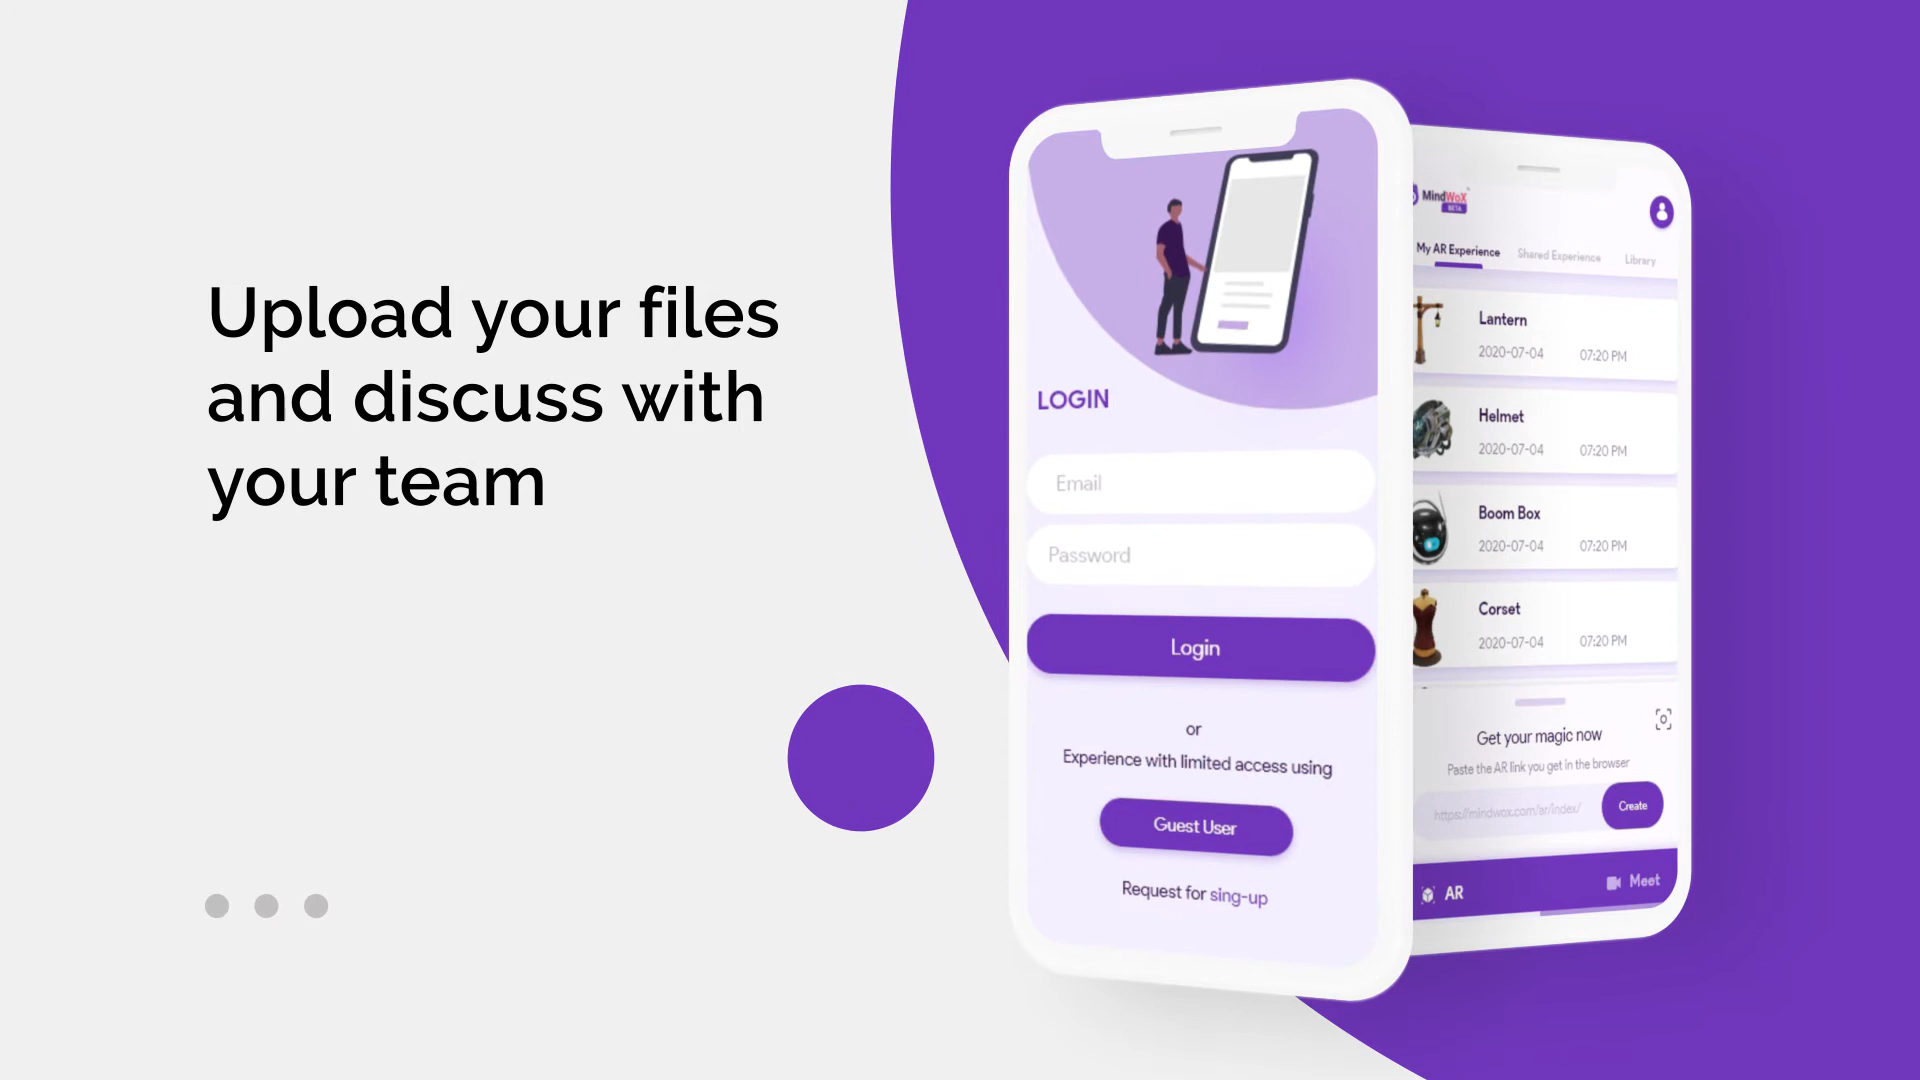 Upload your files
and discuss with
your team
LOGIN
Email
Password
Login
or
Experience with limited access using
Guest User
Request for sing-up
MindWoX
BETA
My AR Experience Shared Experience Library
Lantern
2020-07-04 07:20 PM
Helmet
2020-07-04 07:20 PM
Boom Box
2020-07-04 07:20 PM
Corset
2020-07-04 07:20 PM
Get your magic now
Paste the AR link you get in the browser
https://mindwox.com/ar/index/ Create
AR Meet